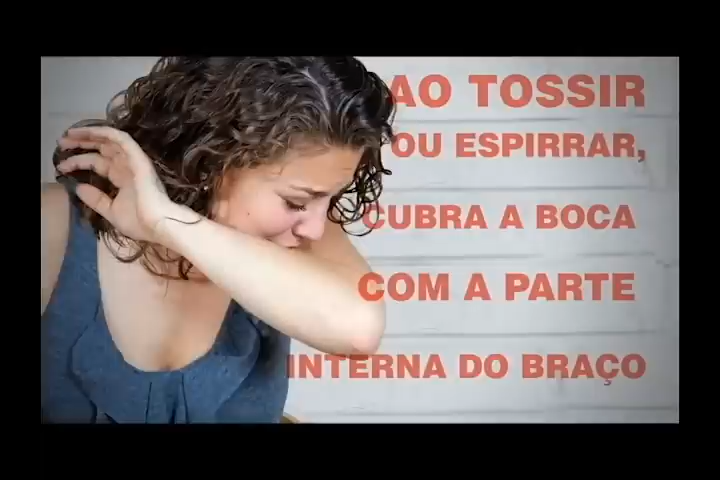 AO TOSSIR
OU ESPIRRAR,
CUBRA A BOCA
COM A PARTE
INTERNA DO BRAÇO